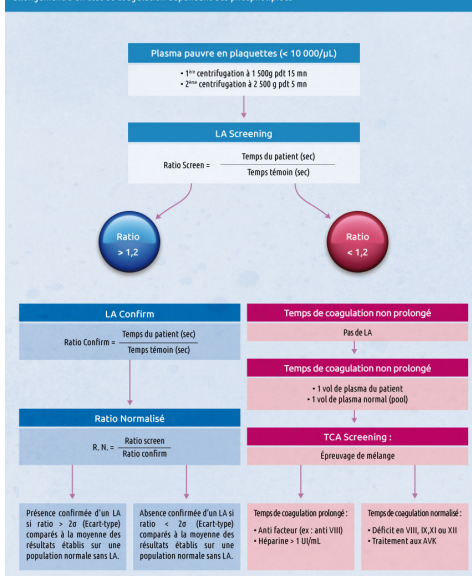 Plasma pauvre en plaquettes (< 10 000/µL)
• 1ère centrifugation à 1 500g pdt 15 mn
• 2ème centrifugation à 2 500 g pdt 5 mn
LA Screening
Ratio Screen = Temps du patient (sec)
Temps témoin (sec)
Ratio
> 1,2
Ratio
< 1,2
LA Confirm
Ratio Confirm = Temps du patient (sec)
Temps témoin (sec)
Ratio Normalisé
R. N. = Ratio screen
Ratio confirm
Présence confirmée d'un LA
si ratio > 2σ (Ecart-type)
comparés à la moyenne des
résultats établis sur une
population normale sans LA.
Absence confirmée d'un LA si
ratio < 2σ (Ecart-type)
comparés à la moyenne des
résultats établis sur une
population normale sans LA.
Temps de coagulation non prolongé
Pas de LA
Temps de coagulation non prolongé
• 1 vol de plasma du patient
• 1 vol de plasma normal (pool)
TCA Screening :
Épreuvage de mélange
Temps de coagulation prolongé :
• Anti facteur (ex : anti VIII)
• Héparine > 1 UI/mL
Temps de coagulation normalisé :
• Déficit en VIII, IX,XI ou XII
• Traitement aux AVK